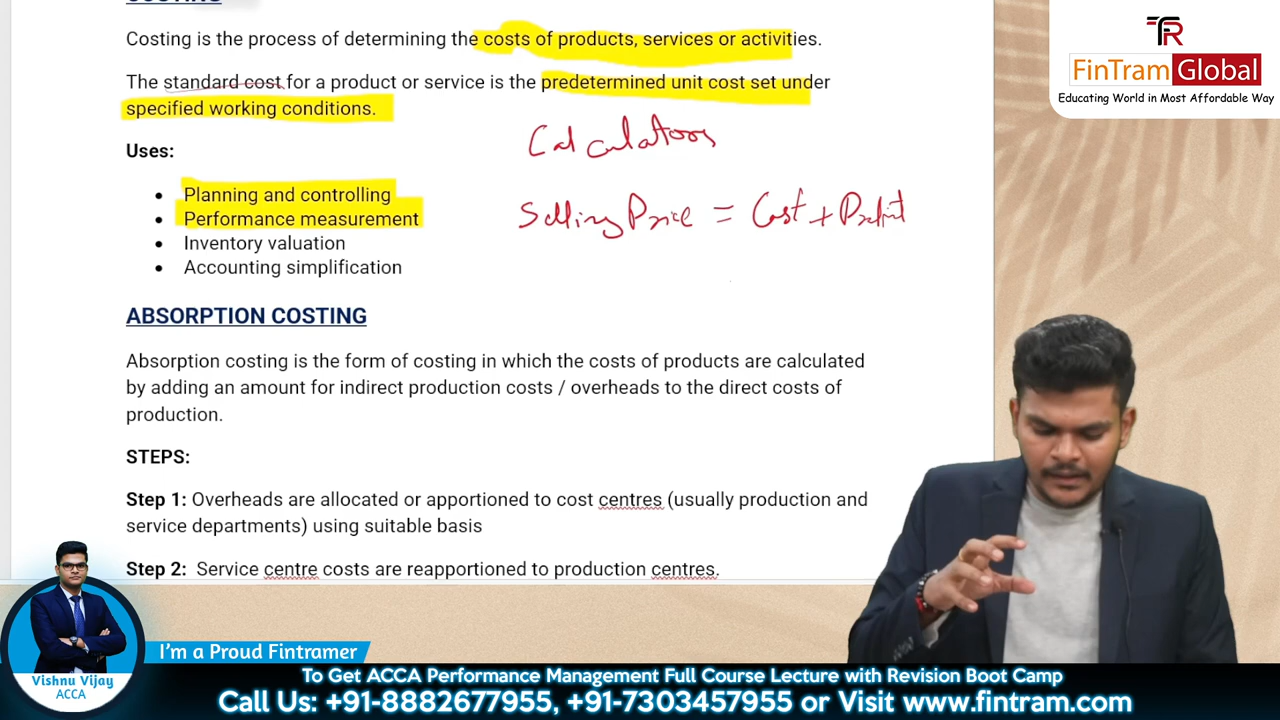 COSTING
Costing is the process of determining the costs of products, services or activities.
The standard cost for a product or service is the predetermined unit cost set under
specified working conditions.
Calculators
Uses:
• Planning and controlling
• Performance measurement
Selling Price = Cost + Profit
• Inventory valuation
• Accounting simplification
ABSORPTION COSTING
Absorption costing is the form of costing in which the costs of products are calculated
by adding an amount for indirect production costs / overheads to the direct costs of
production.
STEPS:
Step 1: Overheads are allocated or apportioned to cost centres (usually production and
service departments) using suitable basis
Step 2: Service centre costs are reapportioned to production centres.
TR
FinTram Global
Educating World in Most Affordable Way
I'm a Proud Fintramer
Vishnu Vijay
ACCA
To Get ACCA Performance Management Full Course Lecture with Revision Boot Camp
Call Us: +91-8882677955, +91-7303457955 or Visit www.fintram.com